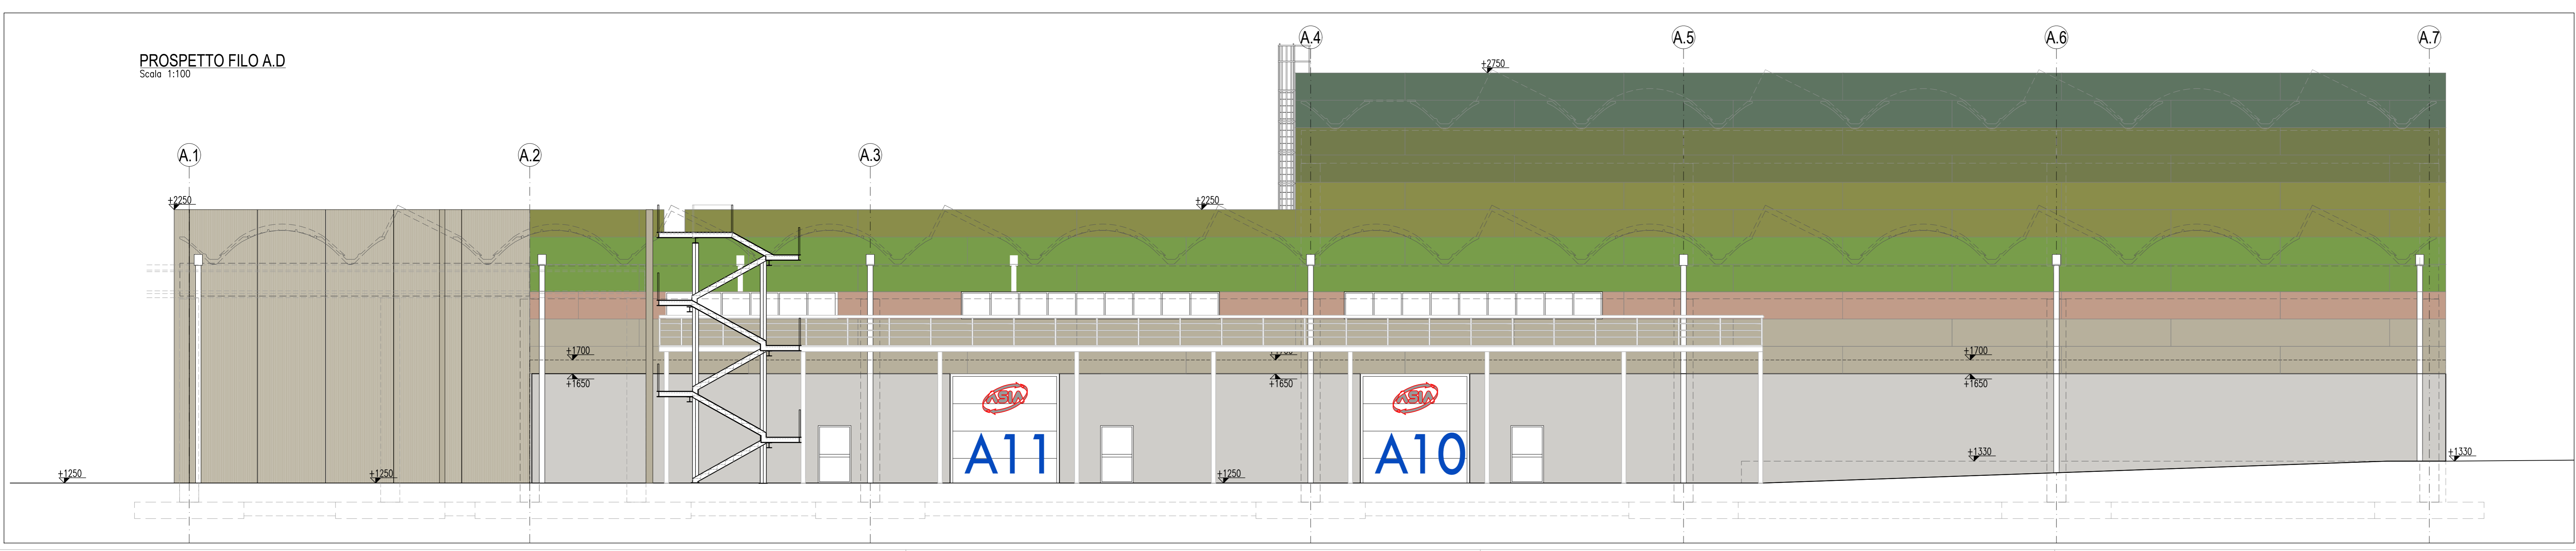 A.4
A.5
A.6
A.7
PROSPETTO FILO A.D
Scala 1:100
+2750
A.1
A.2
A.3
+2250
+2250
+1700
+1700
+1650
+1650
+1650
ASIA
ASIA
A11
A10
+1330
+1330
+1250
+1250
+1250